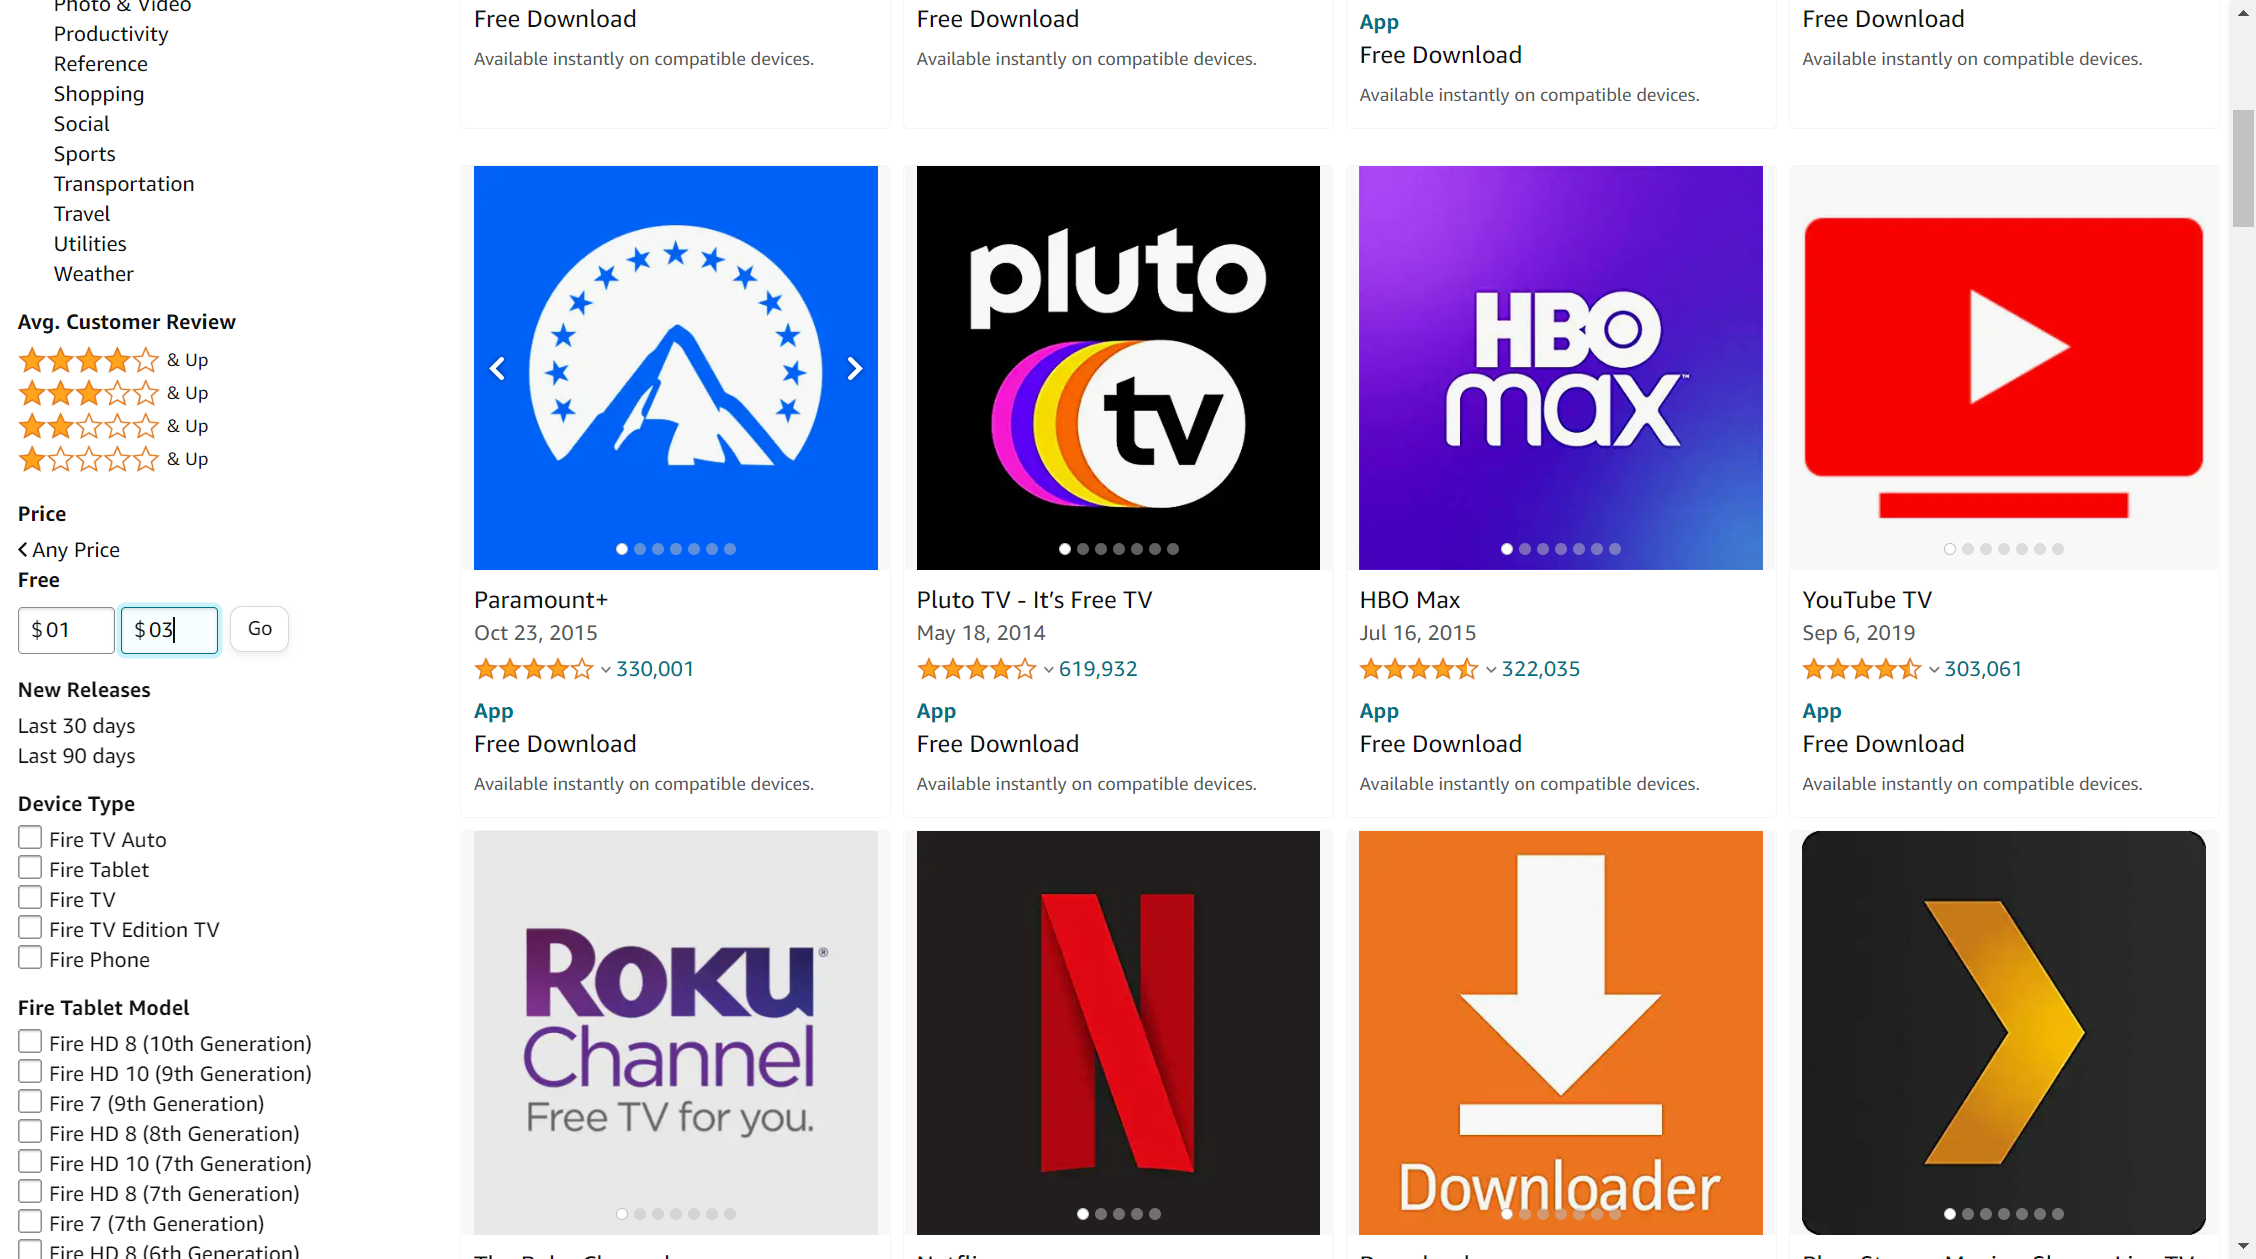 Photo & Video
Productivity
Reference
Shopping
Social
Sports
Transportation
Travel
Utilities
Weather
Avg. Customer Review
& Up
& Up
& Up
& Up
Price
Any Price
Free
$01
$03
Go
New Releases
Last 30 days
Last 90 days
Device Type
Fire TV Auto
Fire Tablet
Fire TV
Fire TV Edition TV
Fire Phone
Fire Tablet Model
Fire HD 8 (10th Generation)
Fire HD 10 (9th Generation)
Fire 7 (9th Generation)
Fire HD 8 (8th Generation)
Fire HD 10 (7th Generation)
Fire HD 8 (7th Generation)
Fire 7 (7th Generation)
Fire HD 8 (6th Generation)
Free Download
Available instantly on compatible devices.
Free Download
Available instantly on compatible devices.
App
Free Download
Available instantly on compatible devices.
Free Download
Available instantly on compatible devices.
Paramount+
Oct 23, 2015
330,001
App
Free Download
Available instantly on compatible devices.
pluto
tv
Pluto TV - It’s Free TV
May 18, 2014
619,932
App
Free Download
Available instantly on compatible devices.
HBO
max™
HBO Max
Jul 16, 2015
322,035
App
Free Download
Available instantly on compatible devices.
YouTube TV
Sep 6, 2019
303,061
App
Free Download
Available instantly on compatible devices.
ROKU®
Channel
Free TV for you.
N
Downloader